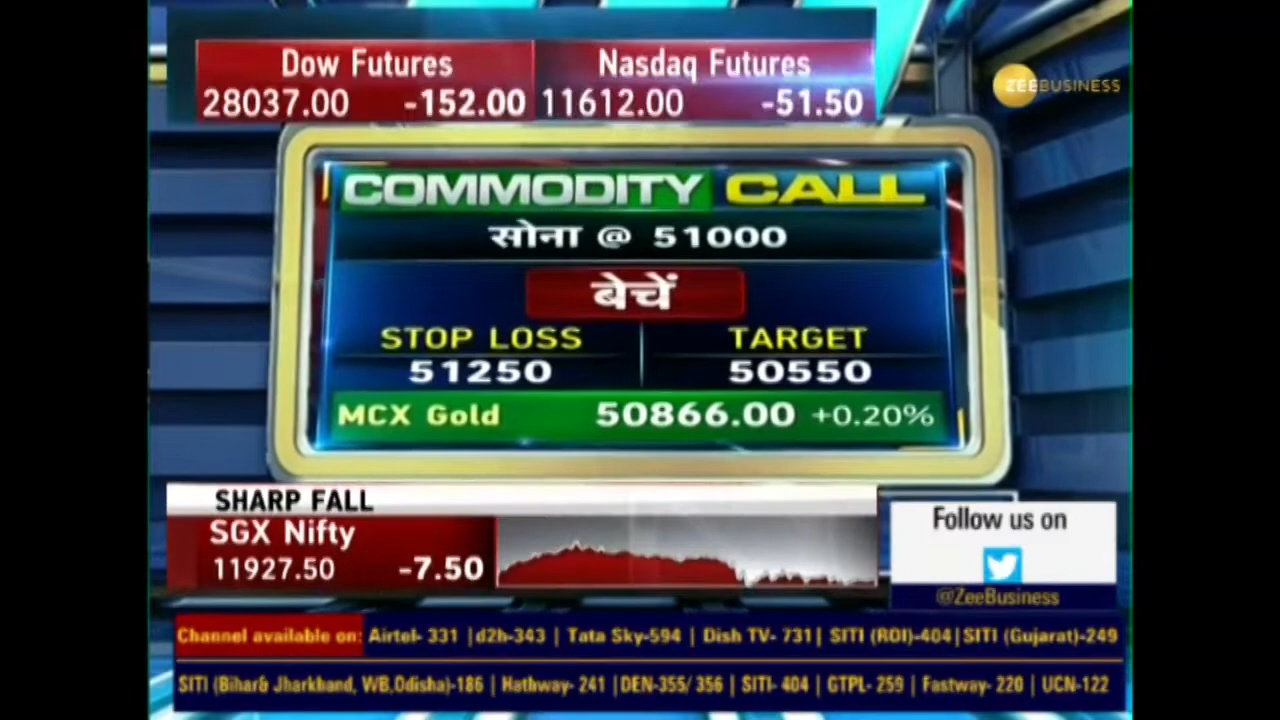 Dow Futures
28037.00 -152.00
Nasdaq Futures
11612.00 -51.50
ZEEBUSINESS
COMMODITY CALL
सोना @ 51000
बेचें
STOP LOSS
51250
TARGET
50550
MCX Gold 50866.00 +0.20%
SHARP FALL
SGX Nifty
11927.50 -7.50
Follow us on
@ZeeBusiness
Channel available on: Airtel- 331 |d2h-343 | Tata Sky-594 | Dish TV- 731| SITI (ROI)-404|SITI (Gujarat)-249
SITI (Bihar& Jharkhand, WB,Odisha)-186 | Hathway- 241 |DEN-355/ 356 | SITI- 404 | GTPL- 259 | Fastway- 220 | UCN-122